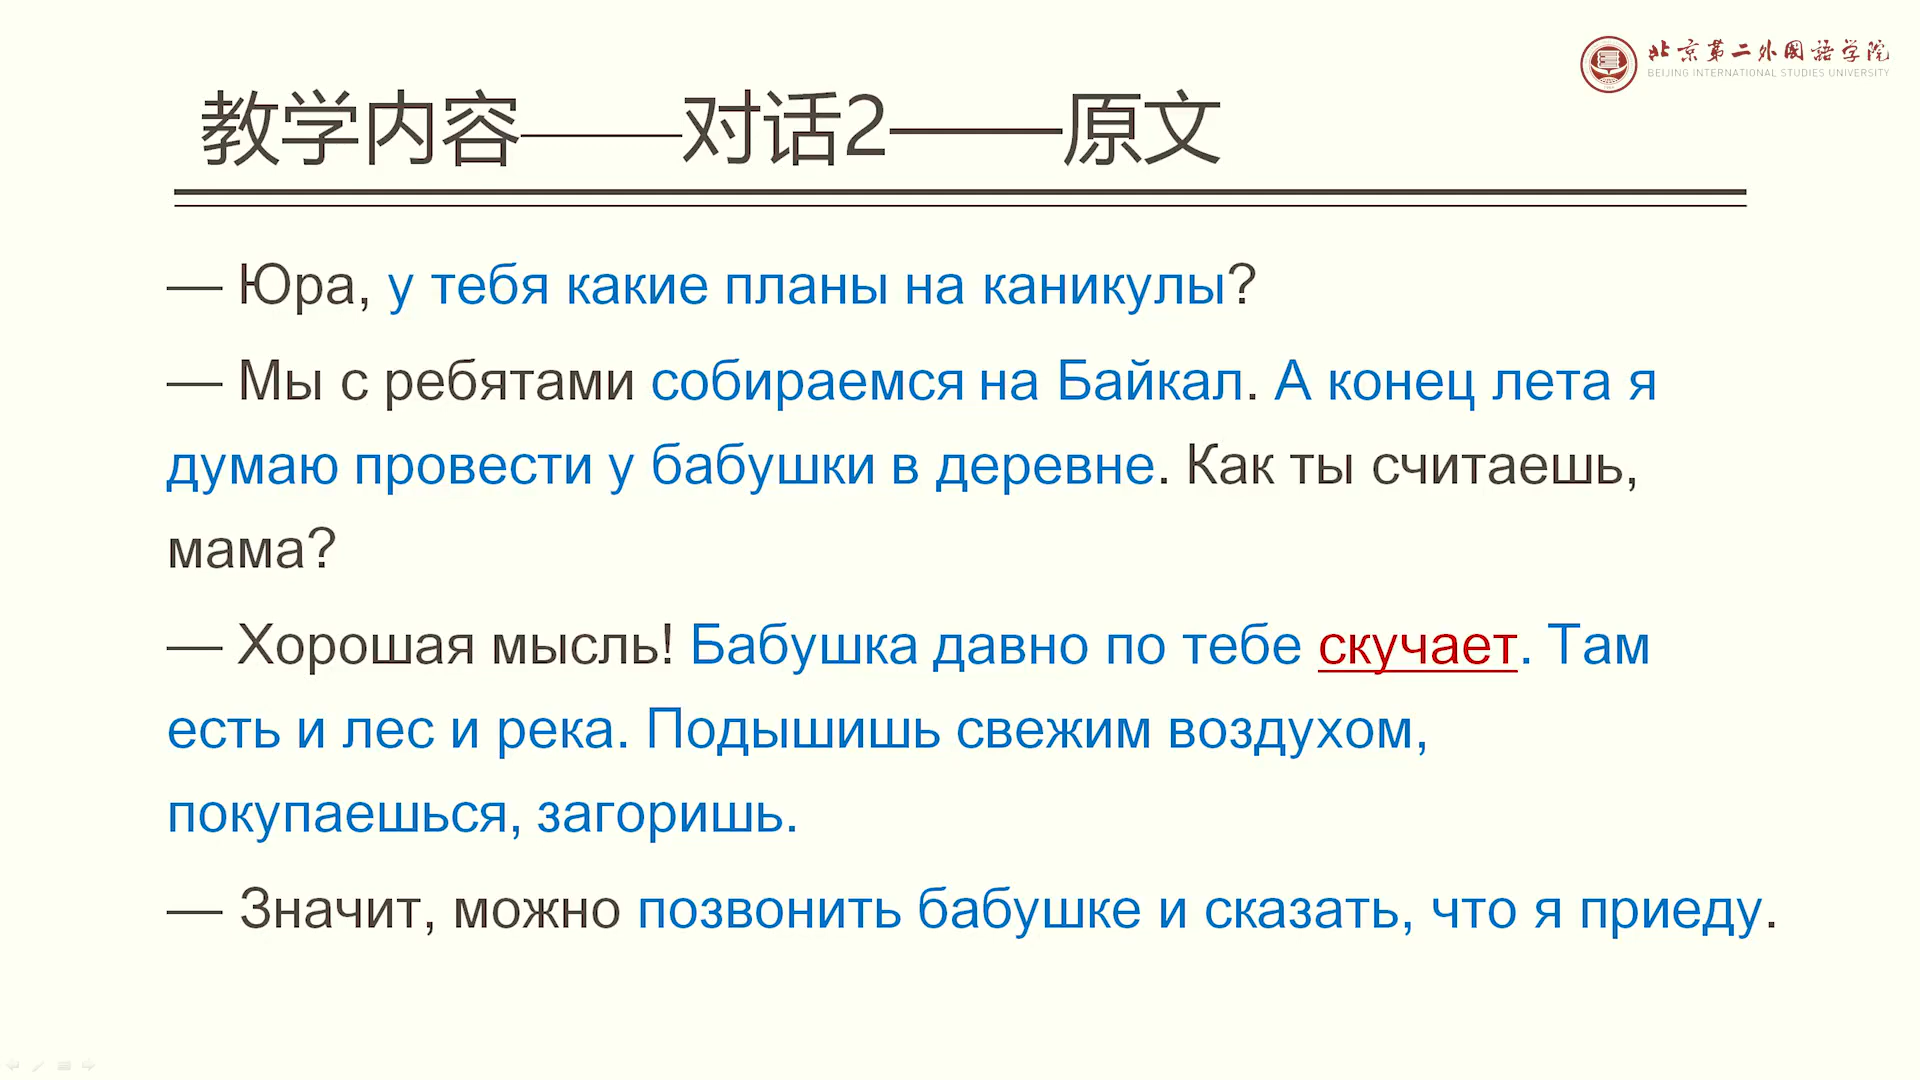 北京第二外国语学院
BEIJING INTERNATIONAL STUDIES UNIVERSITY
教学内容——对话2——原文
— Юра, у тебя какие планы на каникулы?
— Мы с ребятами собираемся на Байкал. А конец лета я
думаю провести у бабушки в деревне. Как ты считаешь,
мама?
— Хорошая мысль! Бабушка давно по тебе скучает. Там
есть и лес и река. Подышишь свежим воздухом,
покупаешься, загоришь.
— Значит, можно позвонить бабушке и сказать, что я приеду.